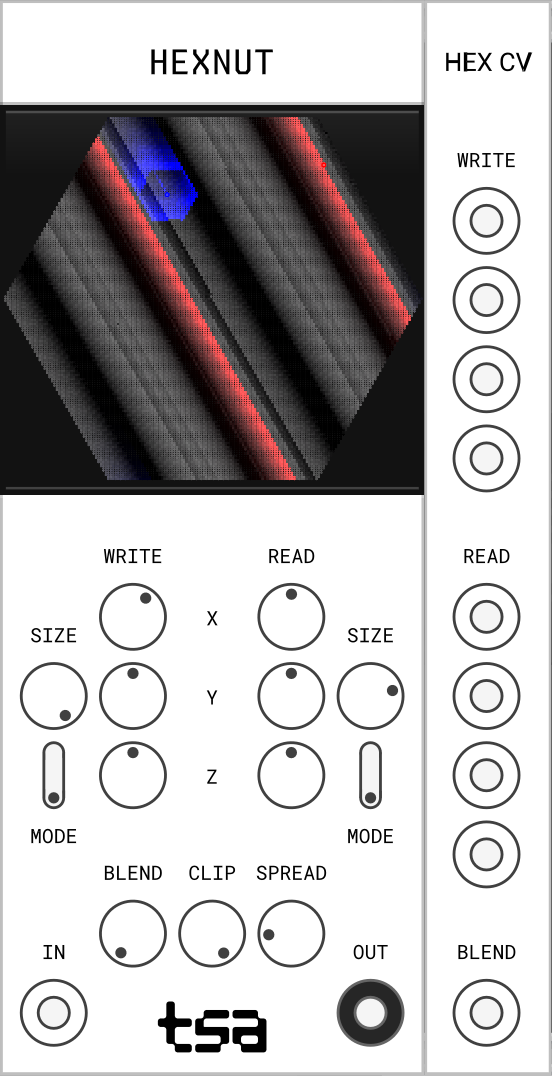 HEXNUT
HEX CV
WRITE
WRITE
READ
READ
X
SIZE
SIZE
Y
Z
MODE
MODE
BLEND
CLIP
SPREAD
IN
OUT
BLEND
tsa